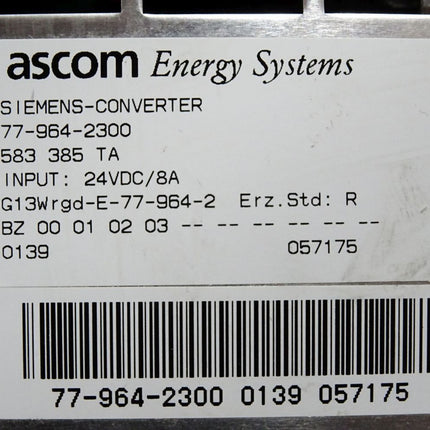 ascom Energy Systems
SIEMENS-CONVERTER
77-964-2300
583 385 TA
INPUT: 24VDC/8A
G13Wrgd-E-77-964-2 Erz.Std: R
BZ 00 01 02 03 -- -- -- -- -- --
0139 057175
77-964-2300 0139 057175